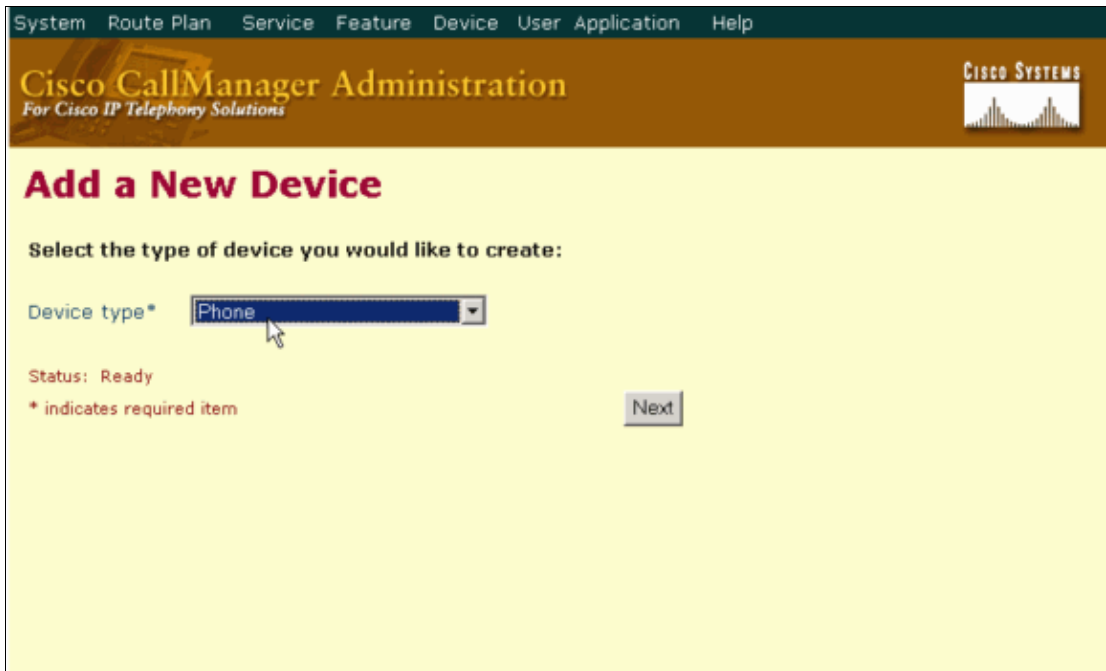 System Route Plan Service Feature Device User Application Help
Cisco CallManager Administration
For Cisco IP Telephony Solutions
CISCO SYSTEMS
Add a New Device
Select the type of device you would like to create:
Device type* Phone
Status: Ready
* indicates required item
Next